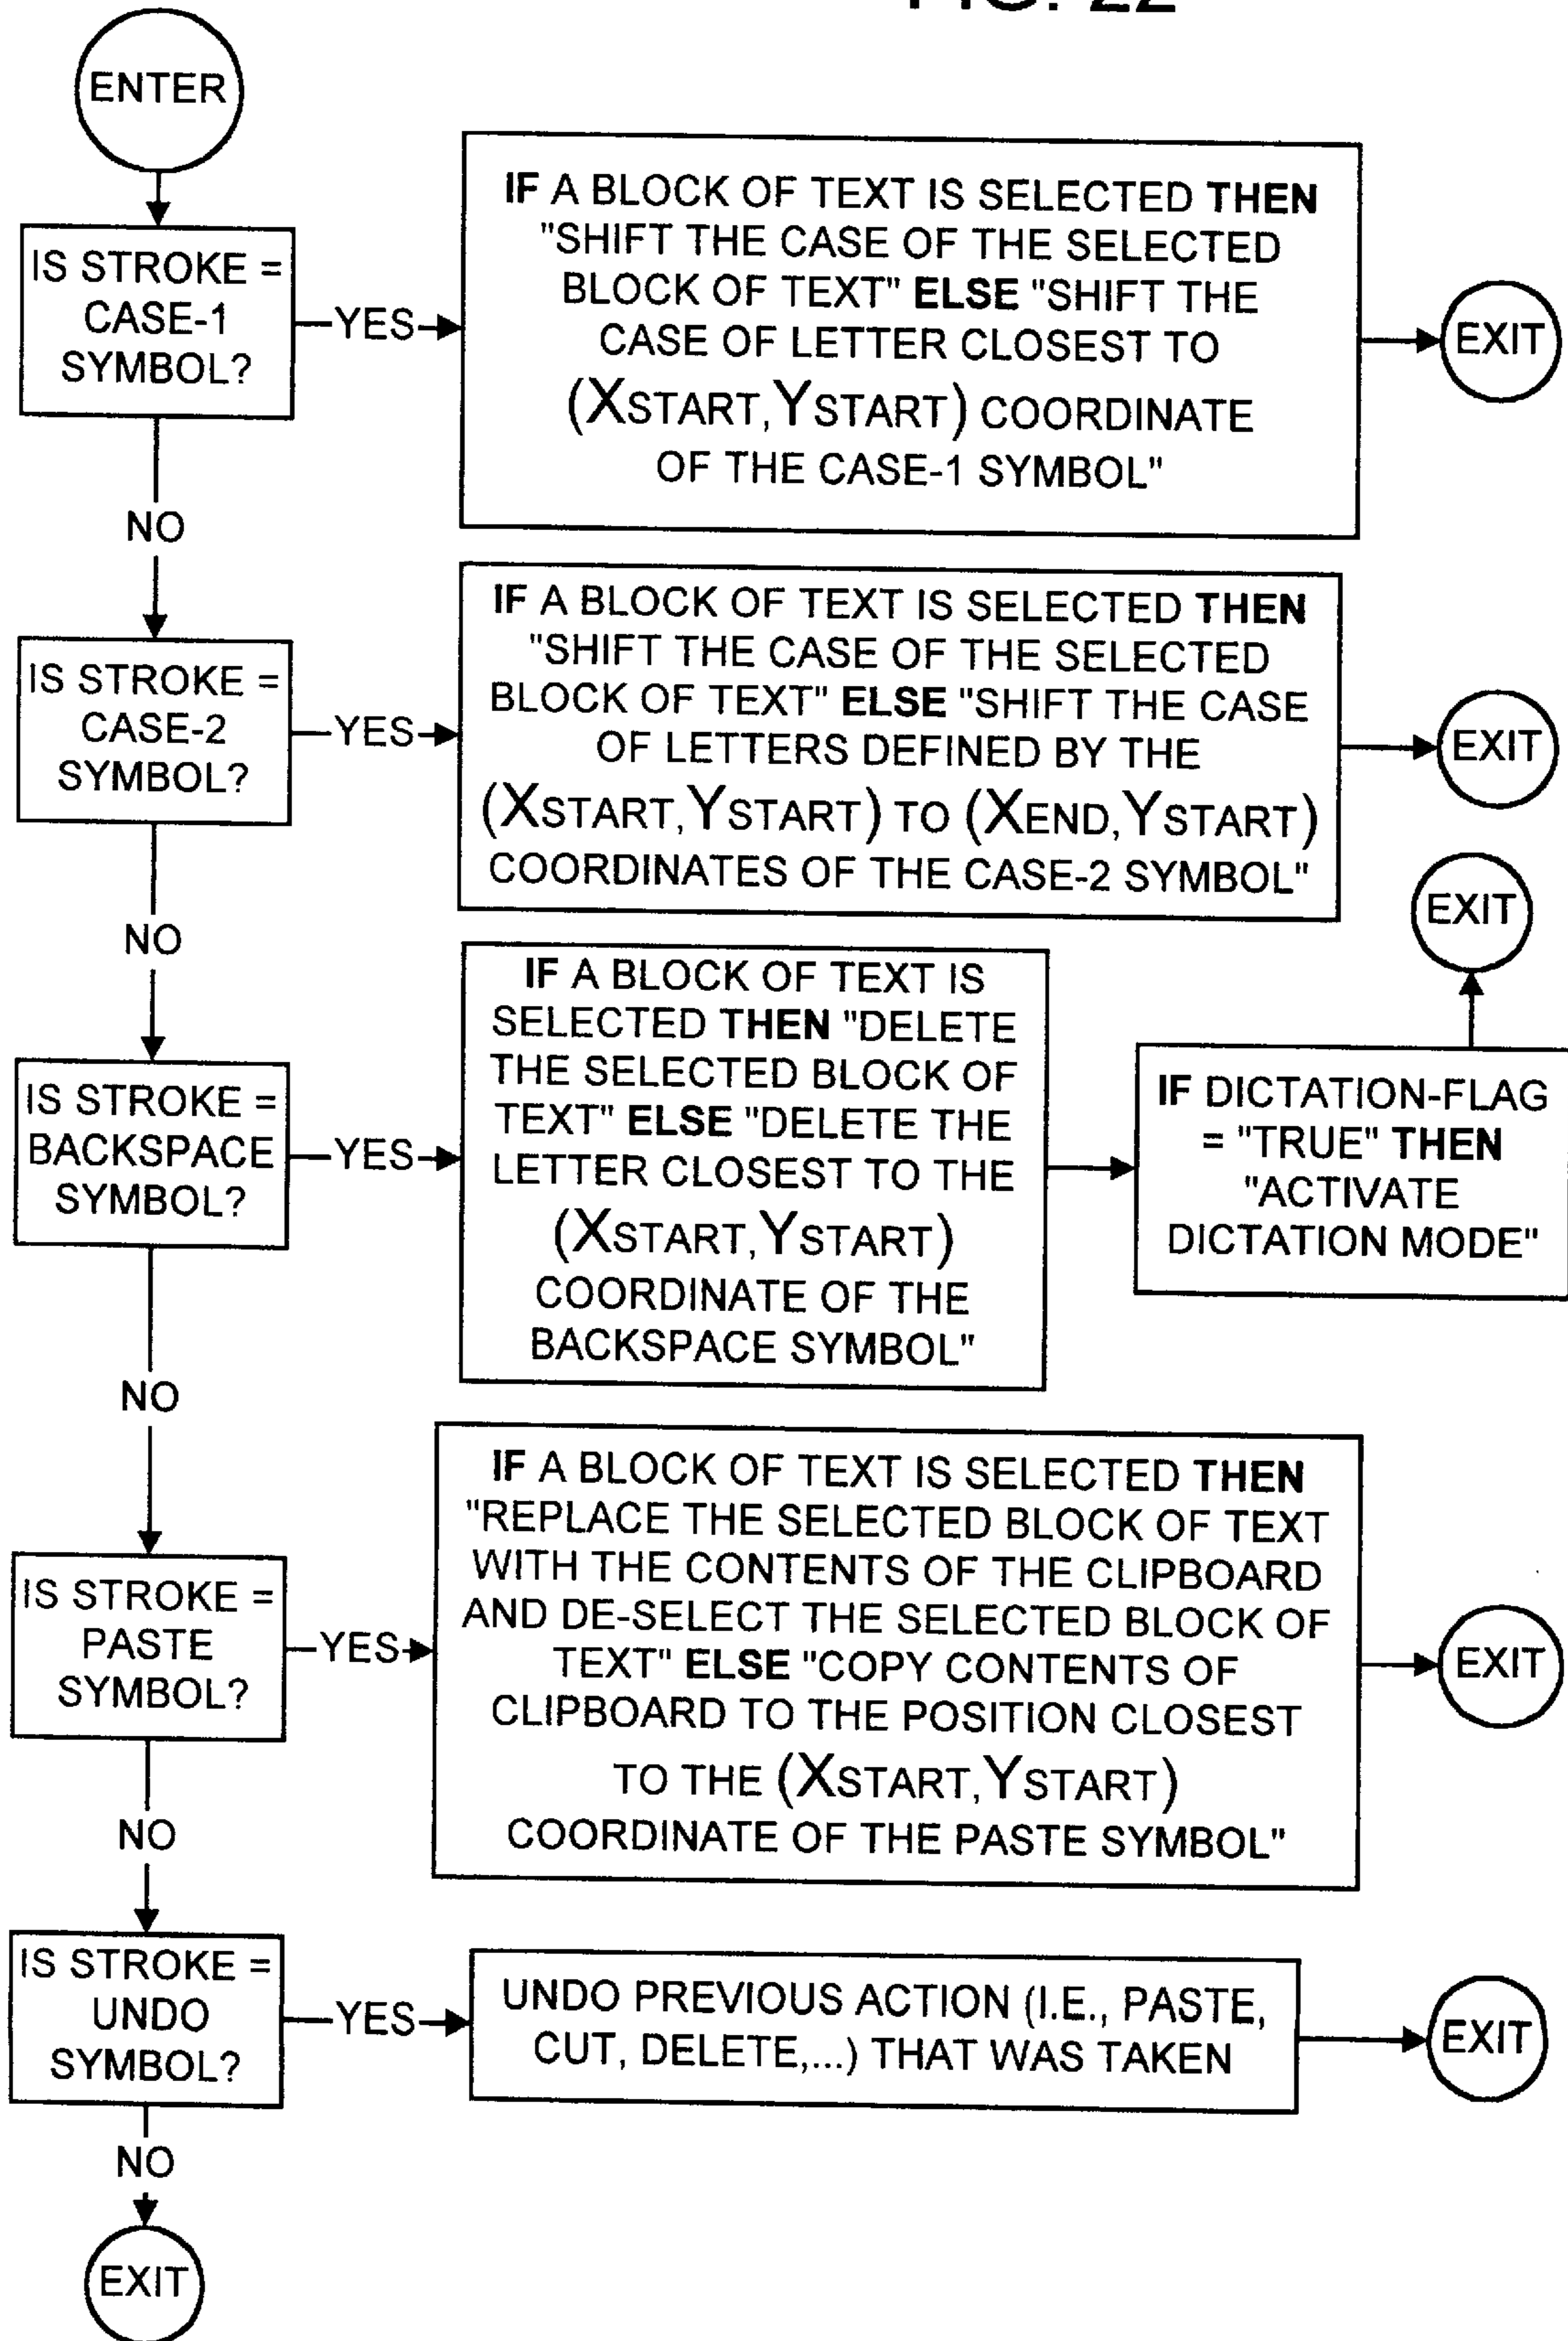 FIG. 22
ENTER
IS STROKE =
CASE-1
SYMBOL?
YES
IF A BLOCK OF TEXT IS SELECTED THEN
"SHIFT THE CASE OF THE SELECTED
BLOCK OF TEXT" ELSE "SHIFT THE
CASE OF LETTER CLOSEST TO
(XSTART,YSTART) COORDINATE
OF THE CASE-1 SYMBOL"
EXIT
NO
IS STROKE =
CASE-2
SYMBOL?
YES
IF A BLOCK OF TEXT IS SELECTED THEN
"SHIFT THE CASE OF THE SELECTED
BLOCK OF TEXT" ELSE "SHIFT THE CASE
OF LETTERS DEFINED BY THE
(XSTART,YSTART) TO (XEND,YSTART)
COORDINATES OF THE CASE-2 SYMBOL"
EXIT
NO
IS STROKE =
BACKSPACE
SYMBOL?
YES
IF A BLOCK OF TEXT IS
SELECTED THEN "DELETE
THE SELECTED BLOCK OF
TEXT" ELSE "DELETE THE
LETTER CLOSEST TO THE
(XSTART,YSTART)
COORDINATE OF THE
BACKSPACE SYMBOL"
IF DICTATION-FLAG
= "TRUE" THEN
"ACTIVATE
DICTATION MODE"
EXIT
NO
IS STROKE =
PASTE
SYMBOL?
YES
IF A BLOCK OF TEXT IS SELECTED THEN
"REPLACE THE SELECTED BLOCK OF TEXT
WITH THE CONTENTS OF THE CLIPBOARD
AND DE-SELECT THE SELECTED BLOCK OF
TEXT" ELSE "COPY CONTENTS OF
CLIPBOARD TO THE POSITION CLOSEST
TO THE (XSTART,YSTART)
COORDINATE OF THE PASTE SYMBOL"
EXIT
NO
IS STROKE =
UNDO
SYMBOL?
YES
UNDO PREVIOUS ACTION (I.E., PASTE,
CUT, DELETE,...) THAT WAS TAKEN
EXIT
NO
EXIT